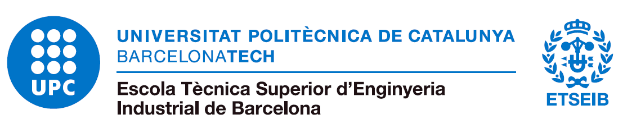 UPC
UNIVERSITAT POLITÈCNICA DE CATALUNYA
BARCELONATECH
Escola Tècnica Superior d'Enginyeria
Industrial de Barcelona
ETSEIB